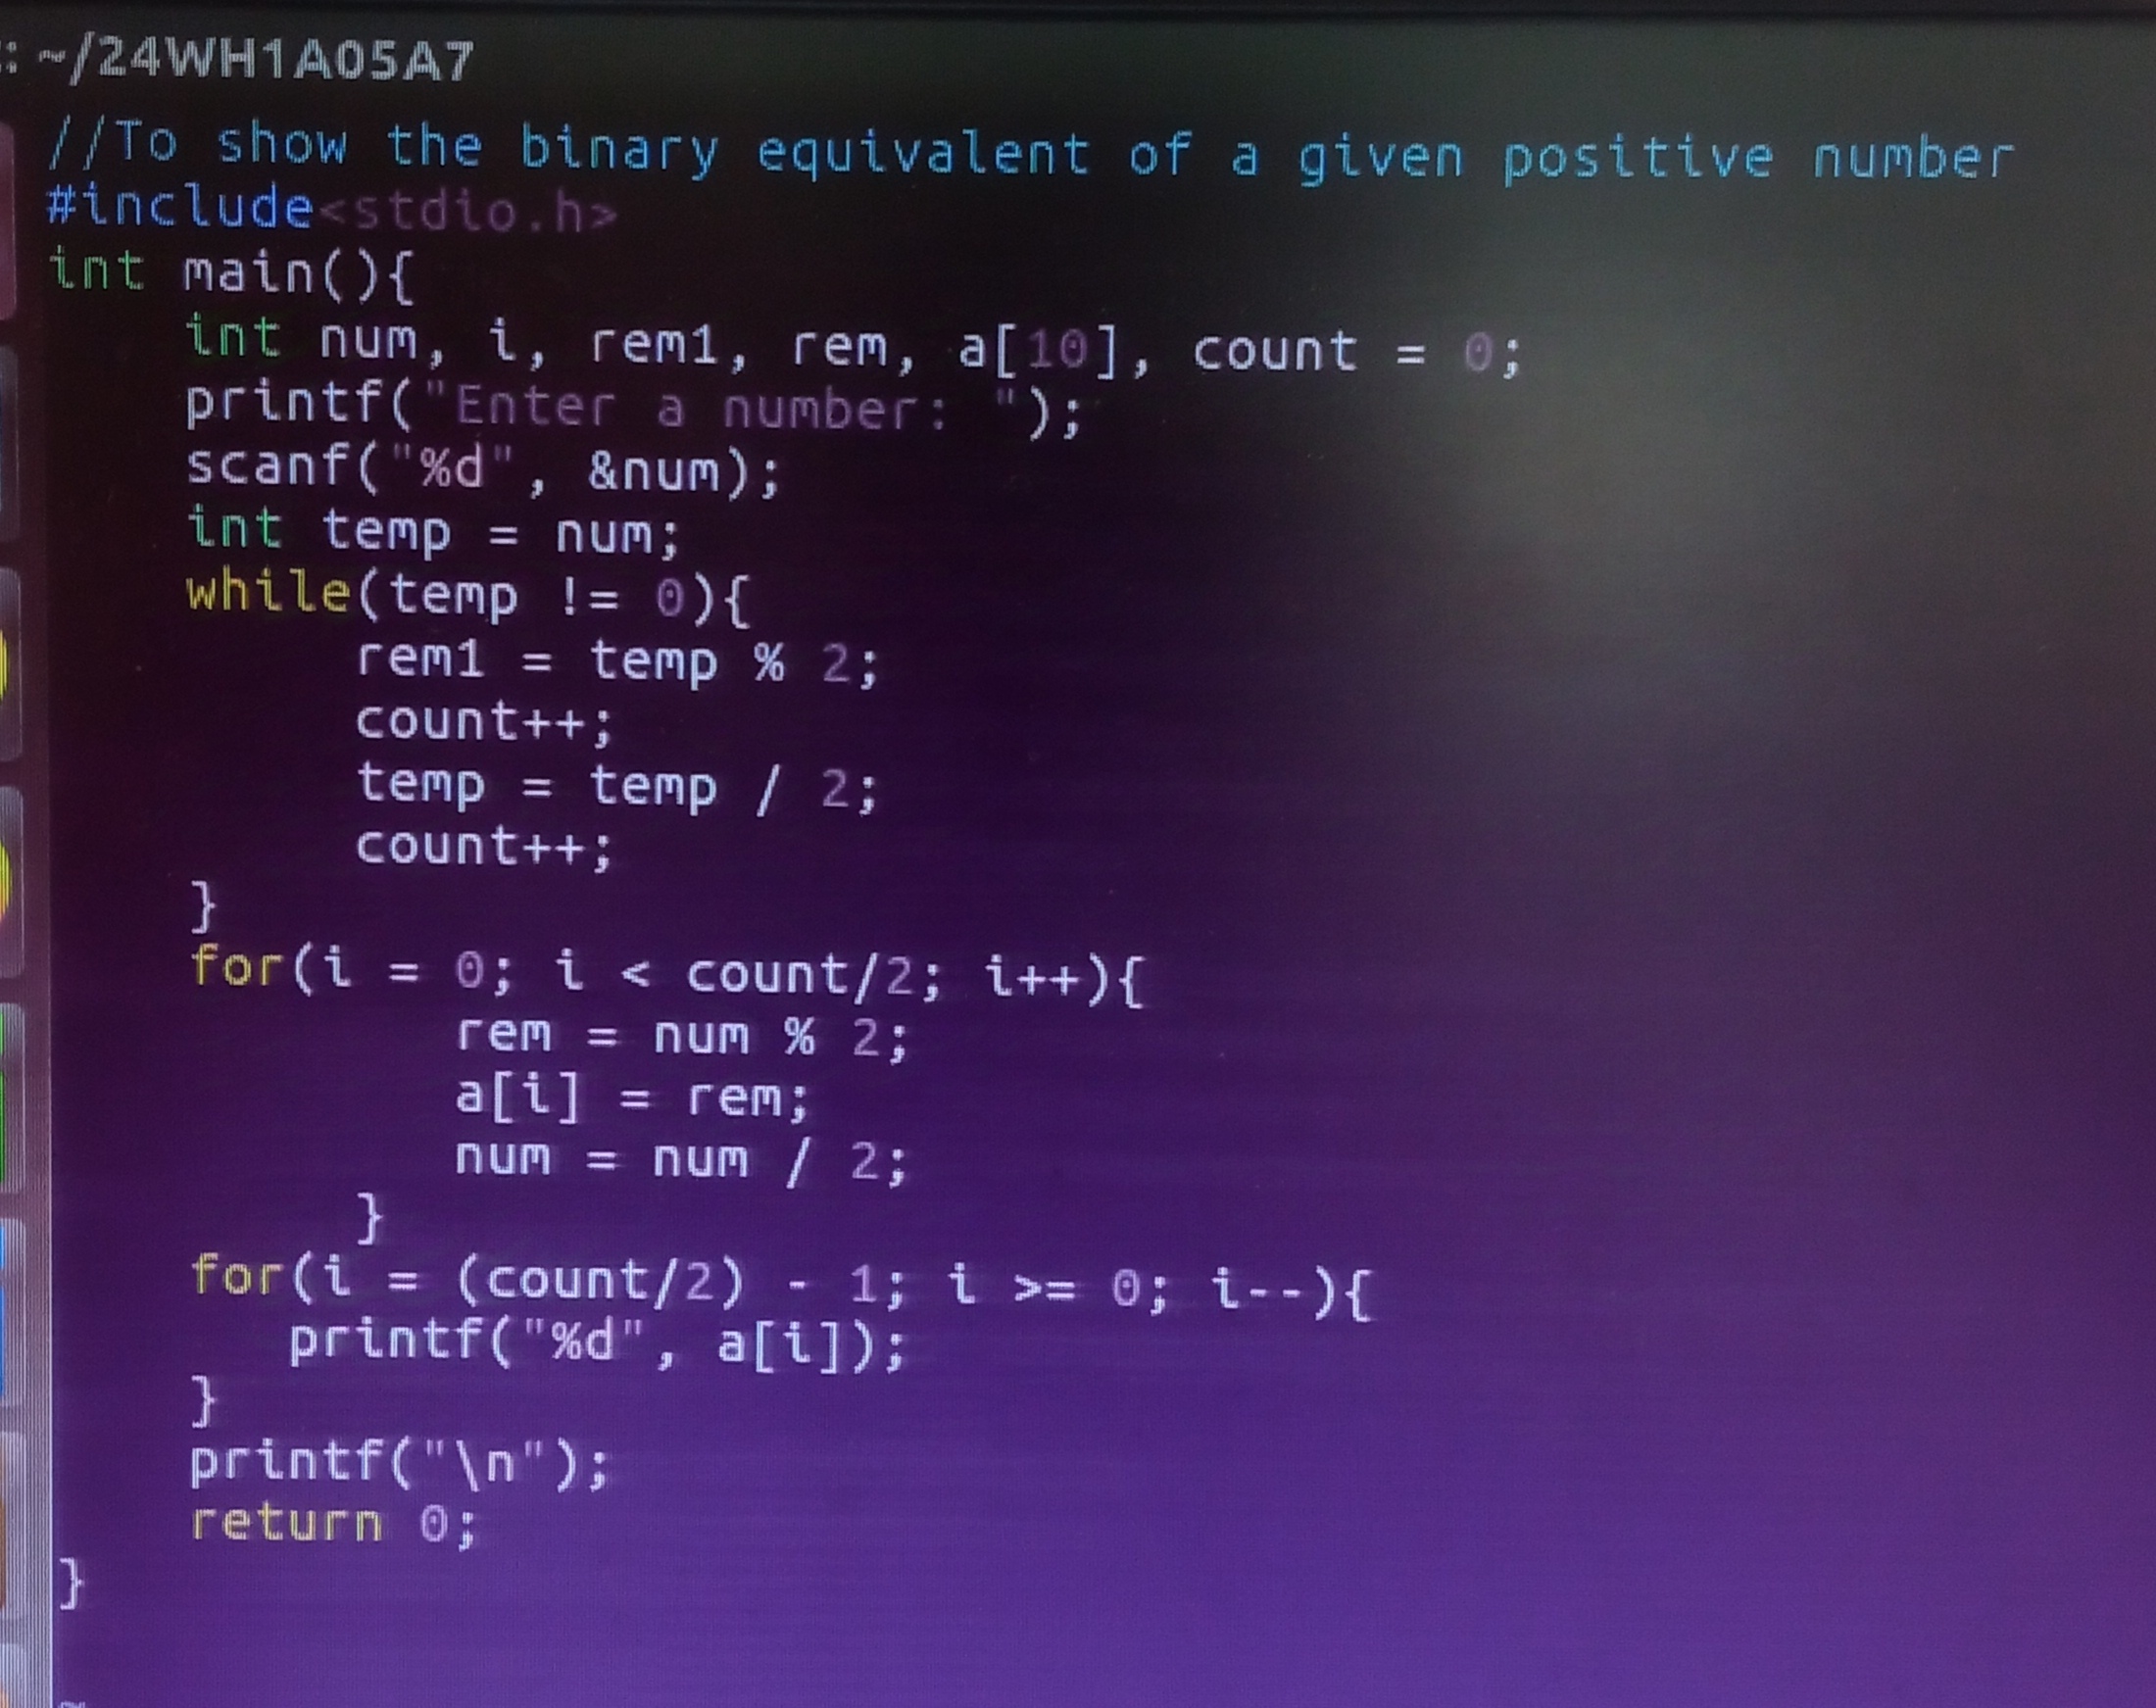 : ~/24WH1A05A7
//To show the binary equivalent of a given positive number
#include<stdio.h>
int main(){
     int num, i, rem1, rem, a[10], count = 0;
     printf("Enter a number: ");
     scanf("%d", &num);
     int temp = num;
     while(temp != 0){
          rem1 = temp % 2;
          count++;
          temp = temp / 2;
          count++;
     }
     for(i = 0; i < count/2; i++){
             rem = num % 2;
             a[i] = rem;
             num = num / 2;
          }
     for(i = (count/2) - 1; i >= 0; i--){
        printf("%d", a[i]);
     }
     printf("\n");
     return 0;
}
~